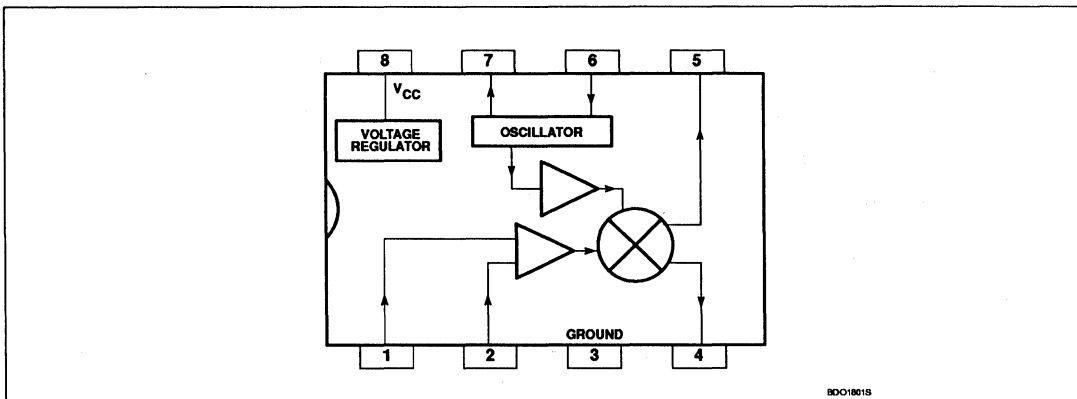 8 7 6 5
VCC
VOLTAGE
REGULATOR
OSCILLATOR
GROUND
1 2 3 4
BDO1801S